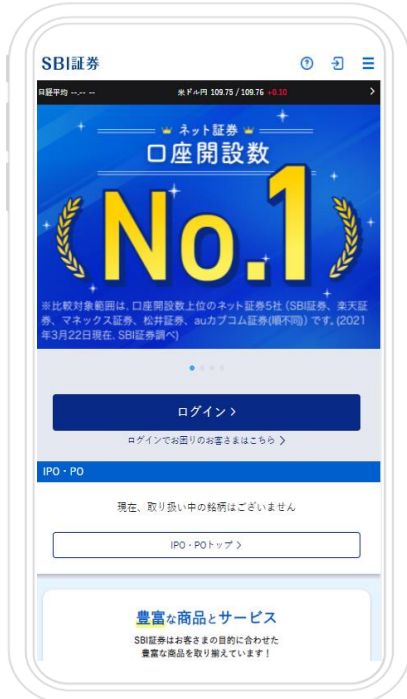 SBI証券
日経平均 --.-- -- 米ドル円 109.75 / 109.76 +0.10
ネット証券
口座開設数
No.1
※比較対象範囲は、口座開設数上位のネット証券5社 (SBI証券、楽天証
券、マネックス証券、松井証券、auカブコム証券(順不同)) です。(2021
年3月22日現在. SBI証券調べ)
ログイン
ログインでお困りのお客さまはこちら
IPO・PO
現在、取り扱い中の銘柄はございません
IPO・POトップ
豊富な商品とサービス
SBI証券はお客さまの目的に合わせた
豊富な商品を取り揃えています！